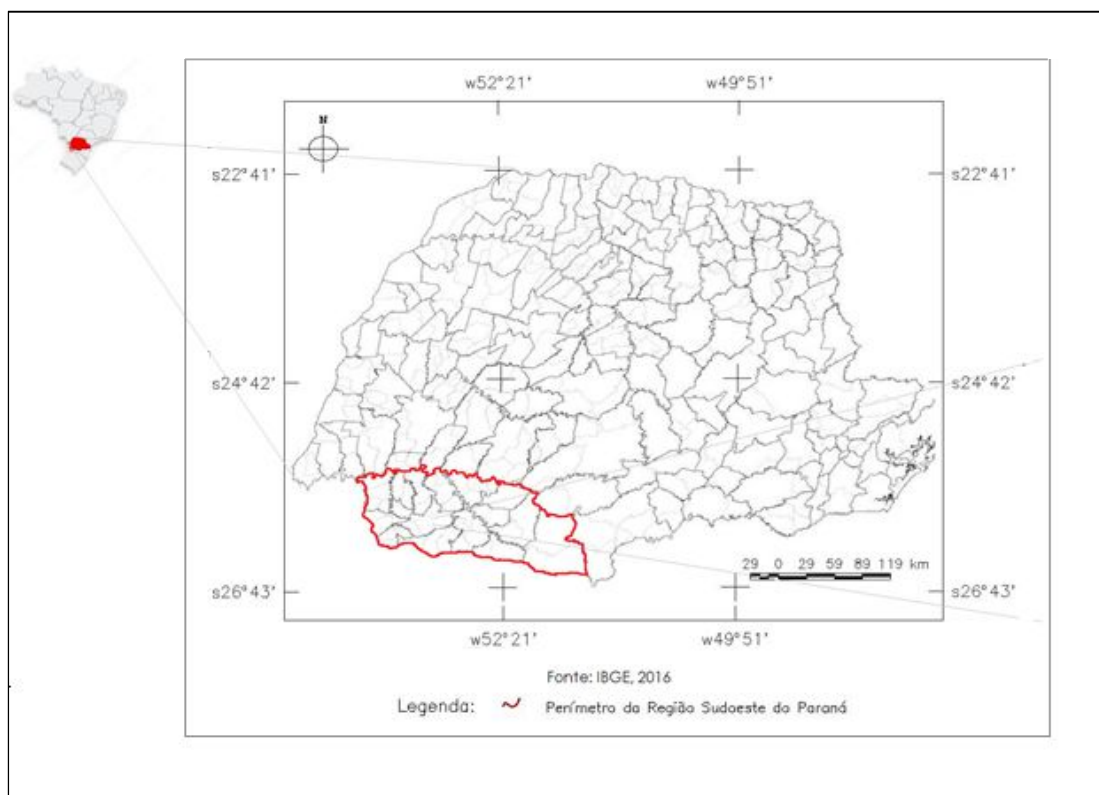 w52°21' w49°51'
N
s22°41' s22°41'
s24°42' s24°42'
29 0 29 59 89 119 km
s26°43' s26°43'
w52°21' w49°51'
Fonte: IBGE, 2016
Legenda: Perímetro da Região Sudoeste do Paraná